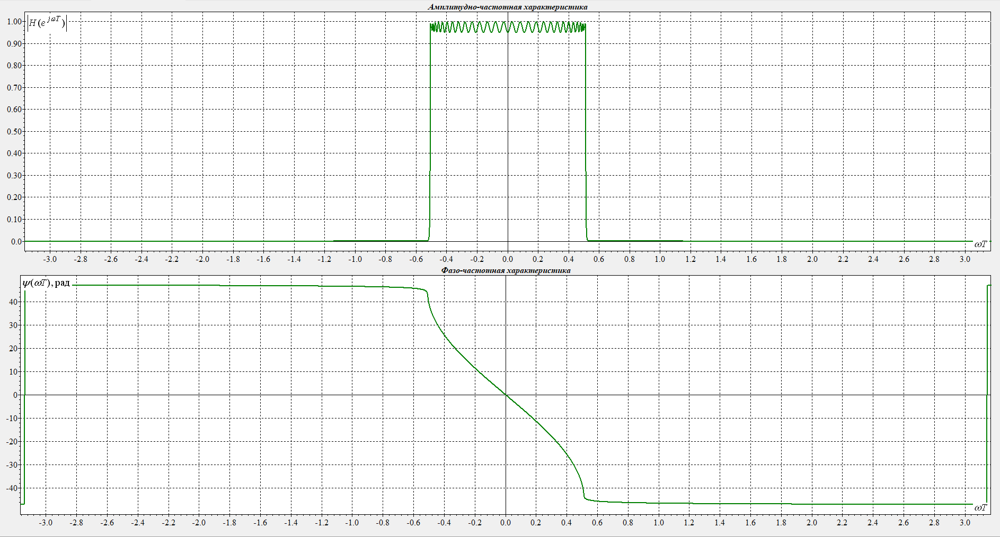 Амплитудно-частотная характеристика
|H(e^{jωT})|
1.00
0.90
0.80
0.70
0.60
0.50
0.40
0.30
0.20
0.10
0.0
ωT
-3.0 -2.8 -2.6 -2.4 -2.2 -2.0 -1.8 -1.6 -1.4 -1.2 -1.0 -0.8 -0.6 -0.4 -0.2 0.0 0.2 0.4 0.6 0.8 1.0 1.2 1.4 1.6 1.8 2.0 2.2 2.4 2.6 2.8 3.0
Фазо-частотная характеристика
ψ(ωT), рад
40
30
20
10
0
-10
-20
-30
-40
ωT
-3.0 -2.8 -2.6 -2.4 -2.2 -2.0 -1.8 -1.6 -1.4 -1.2 -1.0 -0.8 -0.6 -0.4 -0.2 0.0 0.2 0.4 0.6 0.8 1.0 1.2 1.4 1.6 1.8 2.0 2.2 2.4 2.6 2.8 3.0